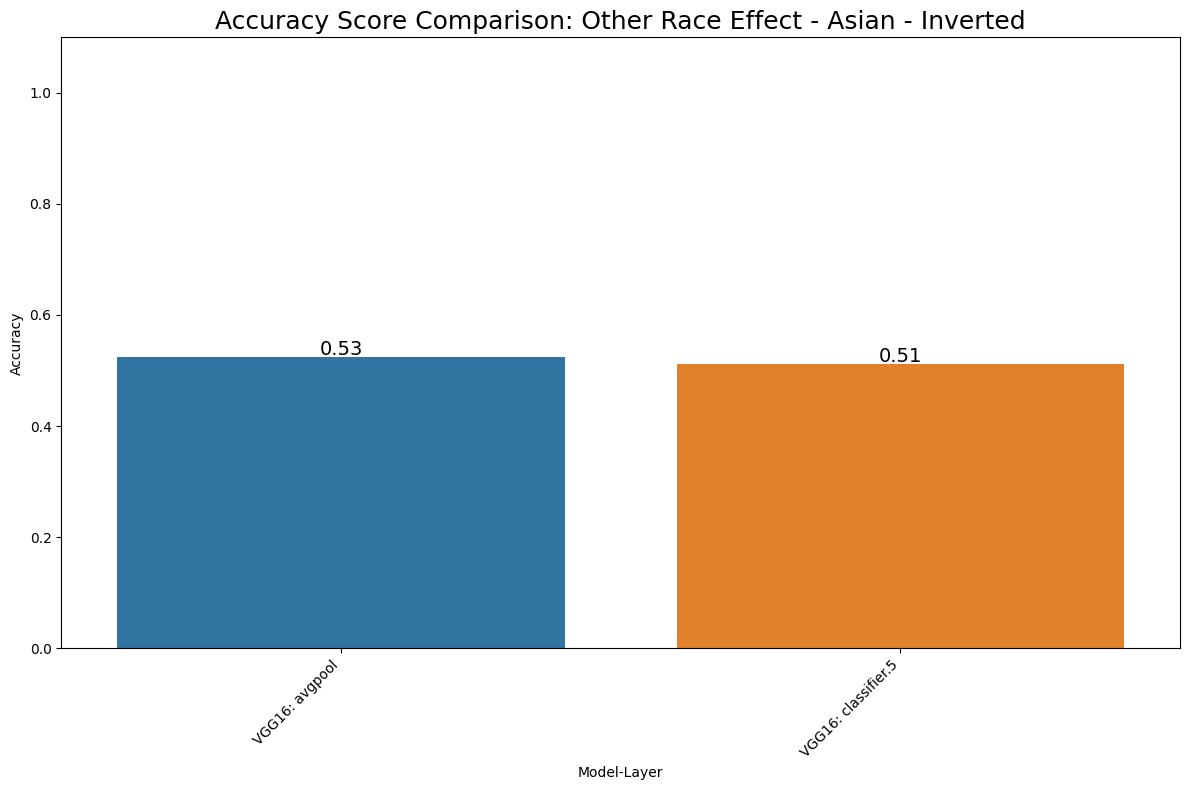 Accuracy Score Comparison: Other Race Effect - Asian - Inverted
1.0
0.8
0.6
0.4
0.2
0.0
Accuracy
0.53
0.51
VGG16: avgpool
VGG16: classifier.5
Model-Layer